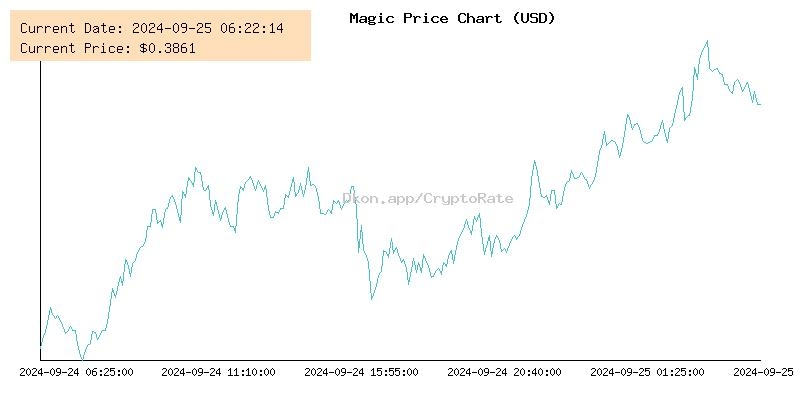 Magic Price Chart (USD)
Current Date: 2024-09-25 06:22:14
Current Price: $0.3861
Dkon.app/CryptoRate
2024-09-24 06:25:00
2024-09-24 11:10:00
2024-09-24 15:55:00
2024-09-24 20:40:00
2024-09-25 01:25:00
2024-09-25